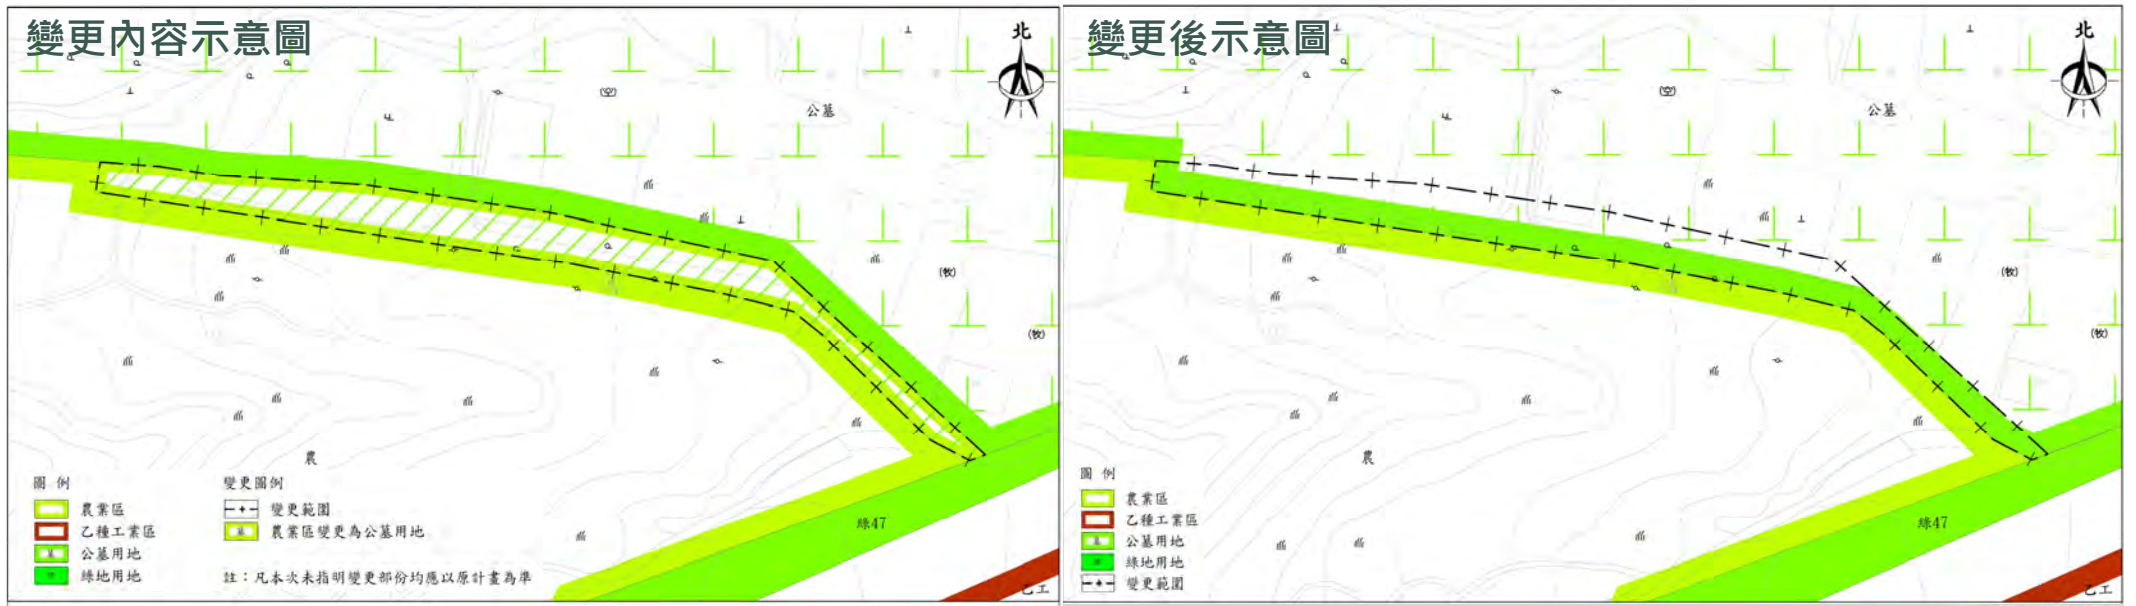 變更內容示意圖
北
公墓
(牧)
(牧)
農
綠47
乙工
圖 例
農業區
乙種工業區
公墓用地
綠地用地
變更圖例
變更範圍
農業區變更為公墓用地
註：凡本次未指明變更部份均應以原計畫為準
變更後示意圖
北
公墓
(牧)
(牧)
農
綠47
乙工
圖 例
農業區
乙種工業區
公墓用地
綠地用地
變更範圍